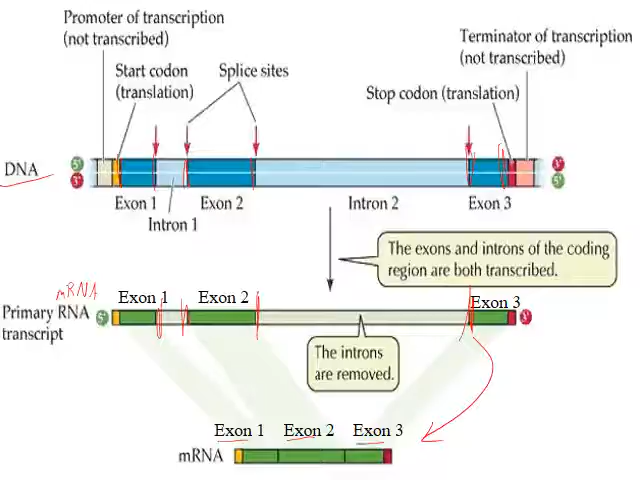 Promoter of transcription
(not transcribed)
Terminator of transcription
(not transcribed)
Start codon
(translation)
Splice sites
Stop codon (translation)
DNA
5'
3'
3'
5'
Exon 1
Exon 2
Intron 2
Exon 3
Intron 1
The exons and introns of the coding
region are both transcribed.
mRNA
Exon 1
Exon 2
Exon 3
Primary RNA
transcript
5'
3'
The introns
are removed.
Exon 1
Exon 2
Exon 3
mRNA